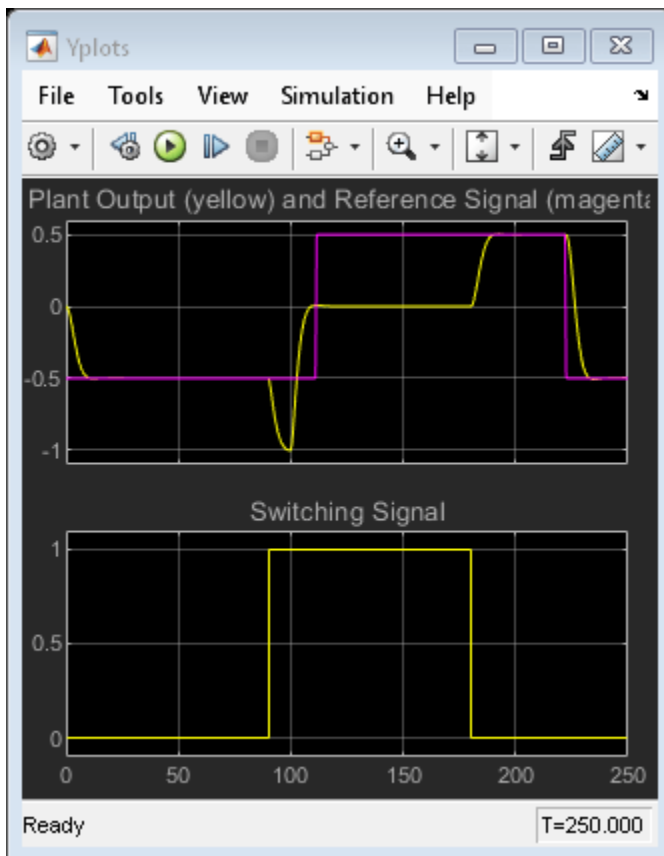 Yplots
File Tools View Simulation Help
Plant Output (yellow) and Reference Signal (magenta
0.5
0
-0.5
-1
Switching Signal
1
0.5
0
0 50 100 150 200 250
Ready T=250.000